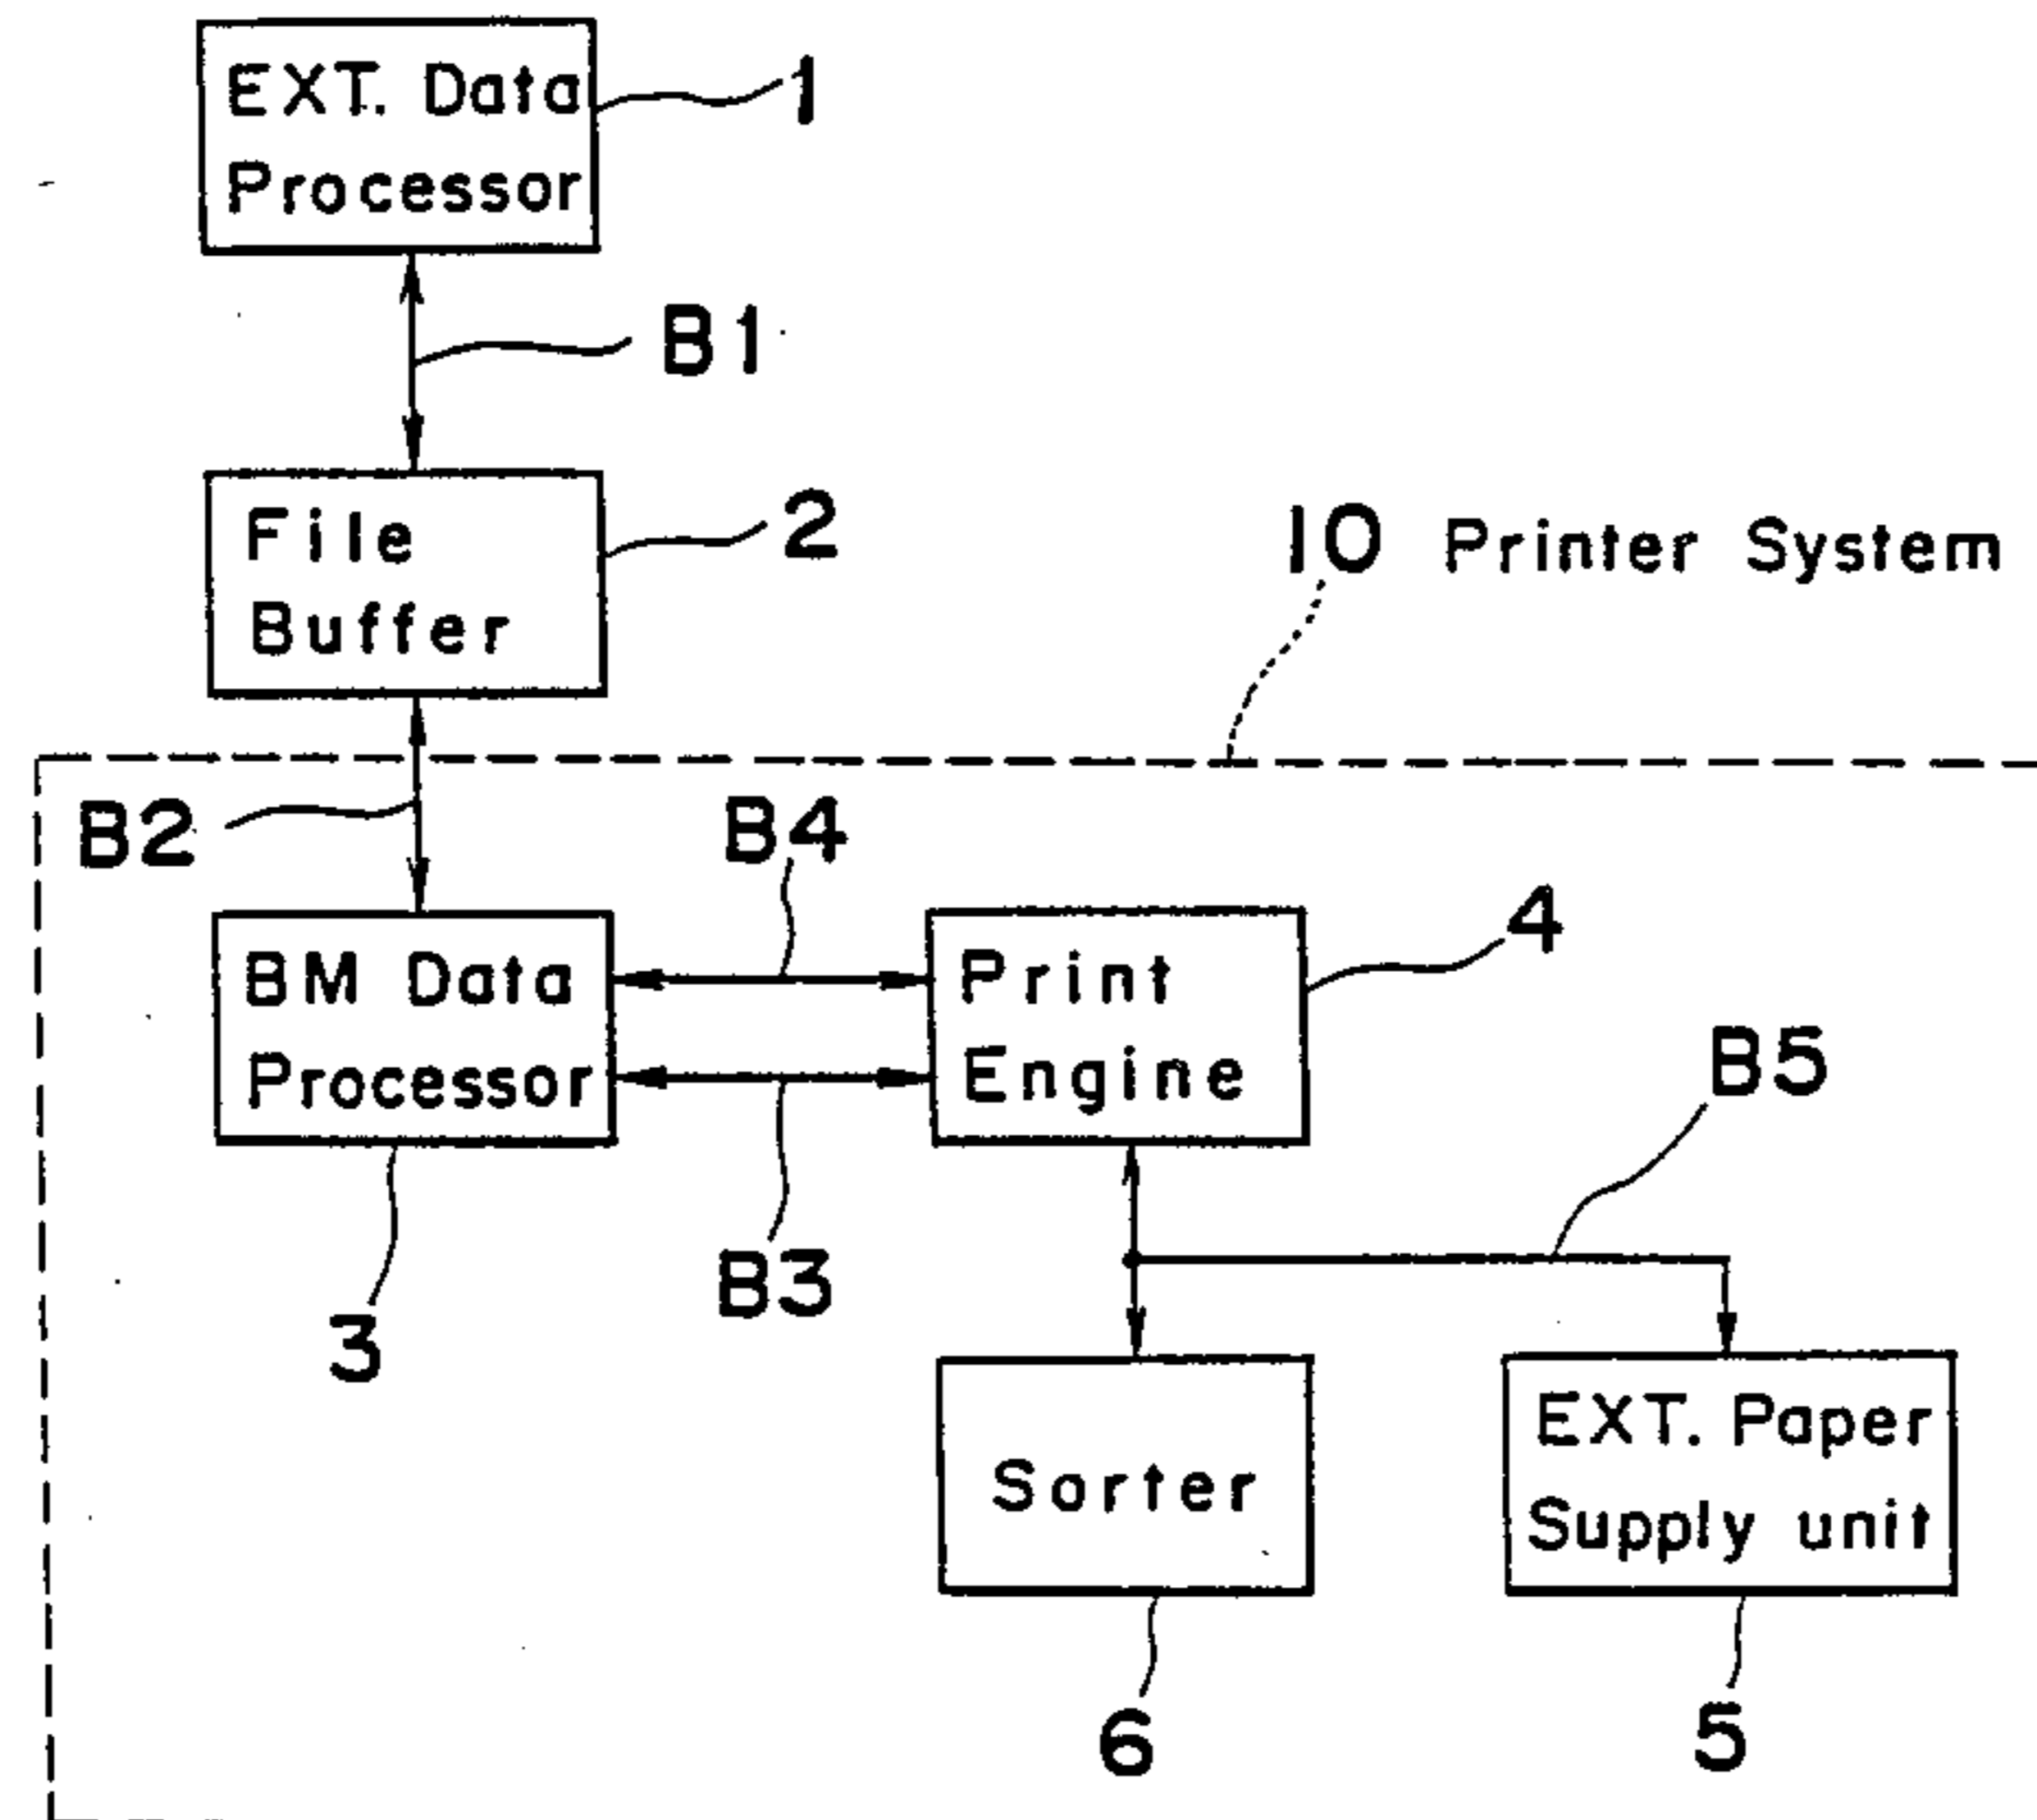 EXT. Data
Processor
1
B1
File
Buffer
2
10 Printer System
B2
B4
BM Data
Processor
Print
Engine
4
B5
3
B3
Sorter
EXT. Paper
Supply unit
6
5